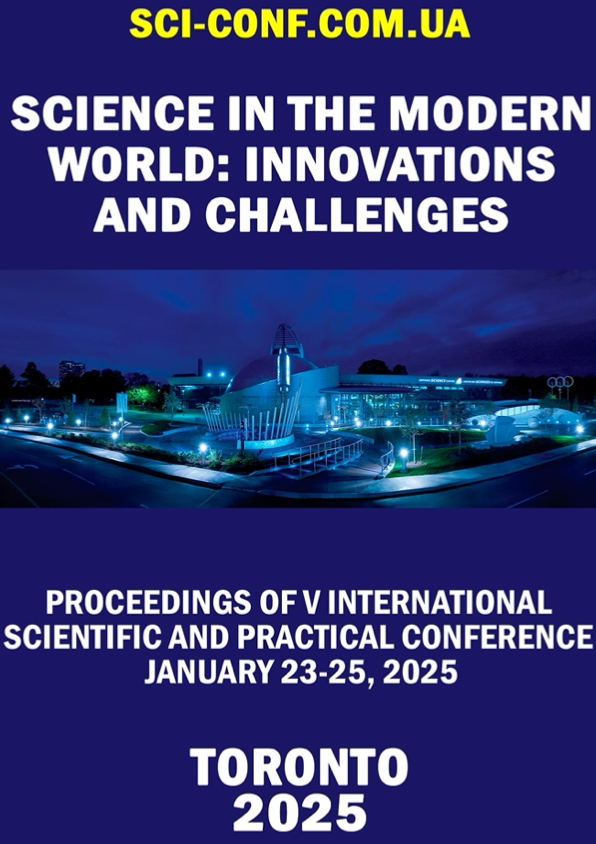 SCI-CONF.COM.UA
SCIENCE IN THE MODERN
WORLD: INNOVATIONS
AND CHALLENGES
PROCEEDINGS OF V INTERNATIONAL
SCIENTIFIC AND PRACTICAL CONFERENCE
JANUARY 23-25, 2025
TORONTO
2025